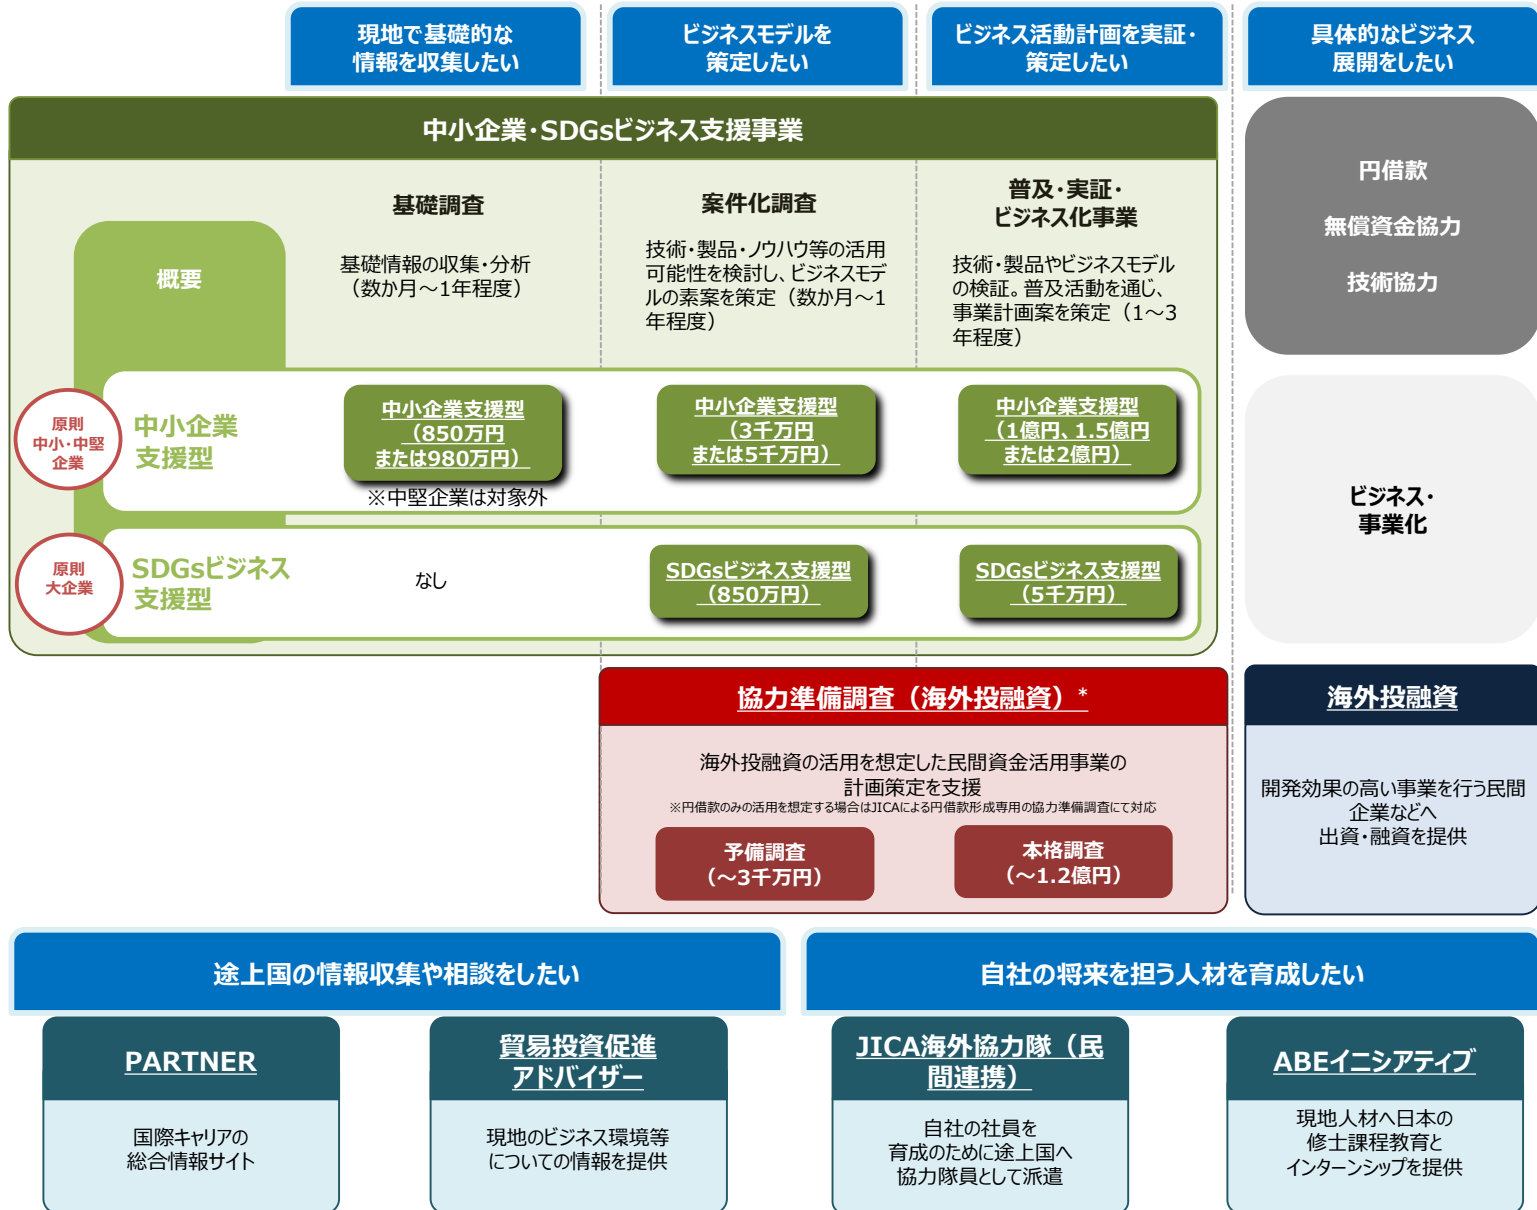 現地で基礎的な
情報を収集したい
ビジネスモデルを
策定したい
ビジネス活動計画を実証・
策定したい
具体的なビジネス
展開をしたい
中小企業・SDGsビジネス支援事業
概要
基礎調査
基礎情報の収集・分析
（数か月～1年程度）
案件化調査
技術・製品・ノウハウ等の活用
可能性を検討し、ビジネスモデ
ルの素案を策定（数か月～1
年程度）
普及・実証・
ビジネス化事業
技術・製品やビジネスモデル
の検証。普及活動を通じ、
事業計画案を策定（1～3
年程度）
円借款
無償資金協力
技術協力
原則
中小・中堅
企業
中小企業
支援型
中小企業支援型
（850万円
または980万円）
※中堅企業は対象外
中小企業支援型
（3千万円
または5千万円）
中小企業支援型
（1億円、1.5億円
または2億円）
原則
大企業
SDGsビジネス
支援型
なし
SDGsビジネス支援型
（850万円）
SDGsビジネス支援型
（5千万円）
ビジネス・
事業化
協力準備調査（海外投融資）*
海外投融資の活用を想定した民間資金活用事業の
計画策定を支援
※円借款のみの活用を想定する場合はJICAによる円借款形成専用の協力準備調査にて対応
予備調査
（～3千万円）
本格調査
（～1.2億円）
海外投融資
開発効果の高い事業を行う民間
企業などへ
出資・融資を提供
途上国の情報収集や相談をしたい
自社の将来を担う人材を育成したい
PARTNER
国際キャリアの
総合情報サイト
貿易投資促進
アドバイザー
現地のビジネス環境等
についての情報を提供
JICA海外協力隊（民
間連携）
自社の社員を
育成のために途上国へ
協力隊員として派遣
ABEイニシアティブ
現地人材へ日本の
修士課程教育と
インターンシップを提供